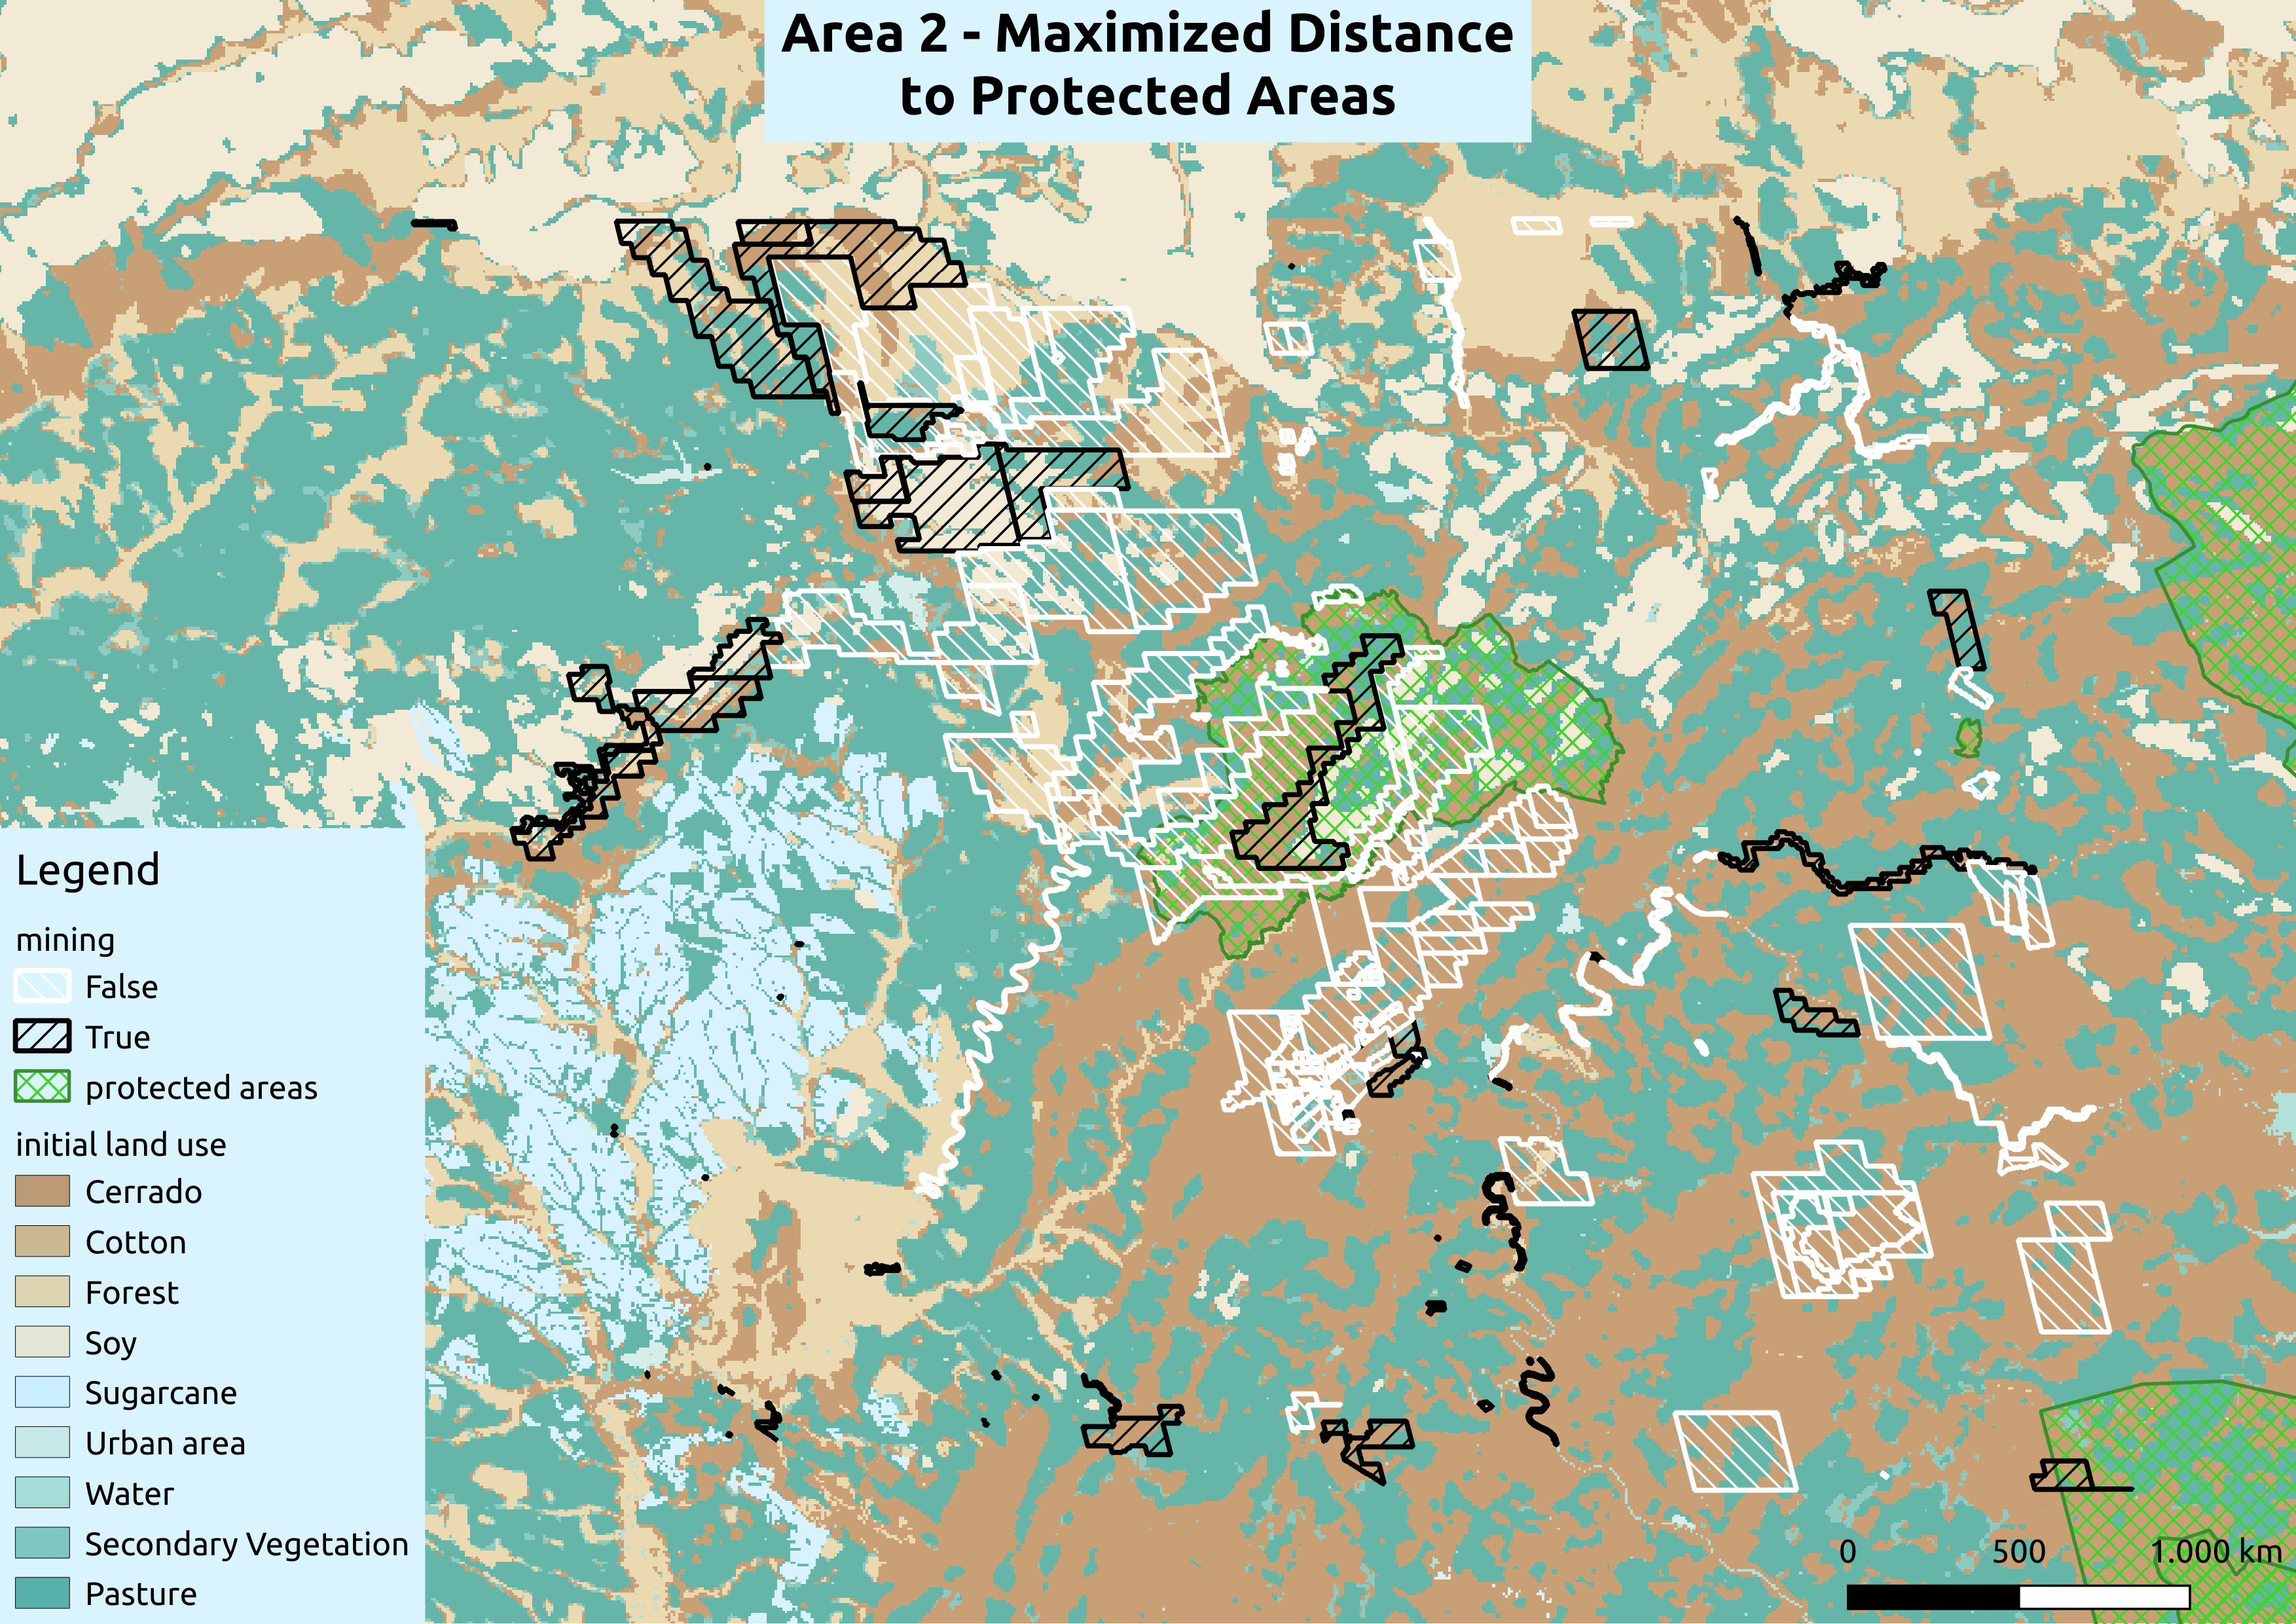 Area 2 - Maximized Distance
to Protected Areas
Legend
mining
False
True
protected areas
initial land use
Cerrado
Cotton
Forest
Soy
Sugarcane
Urban area
Water
Secondary Vegetation
Pasture
0 500 1.000 km